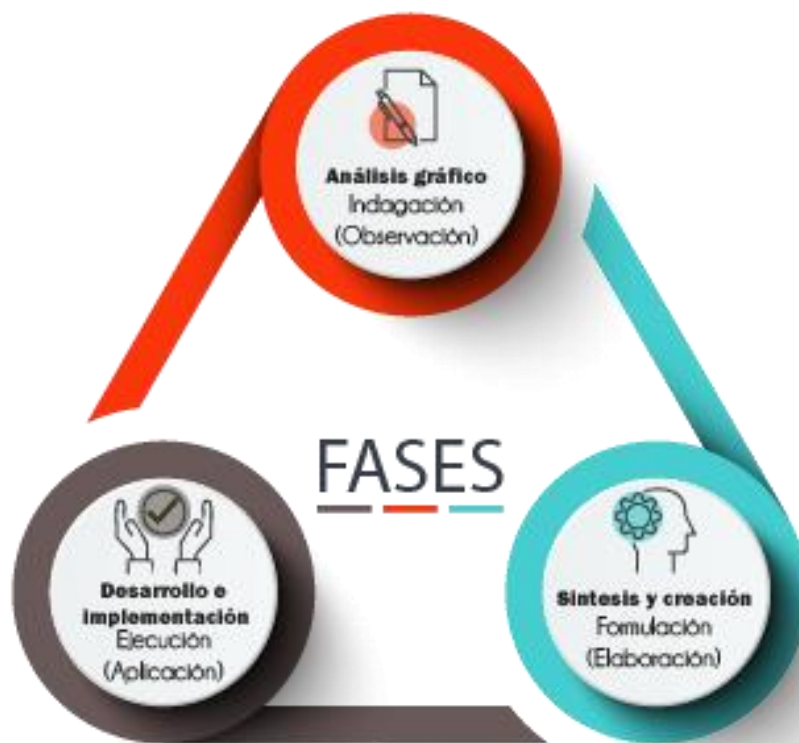 Análisis gráfico
Indagación
(Observación)
FASES
Desarrollo e
implementación
Ejecución
(Aplicación)
Síntesis y creación
Formulación
(Elaboración)